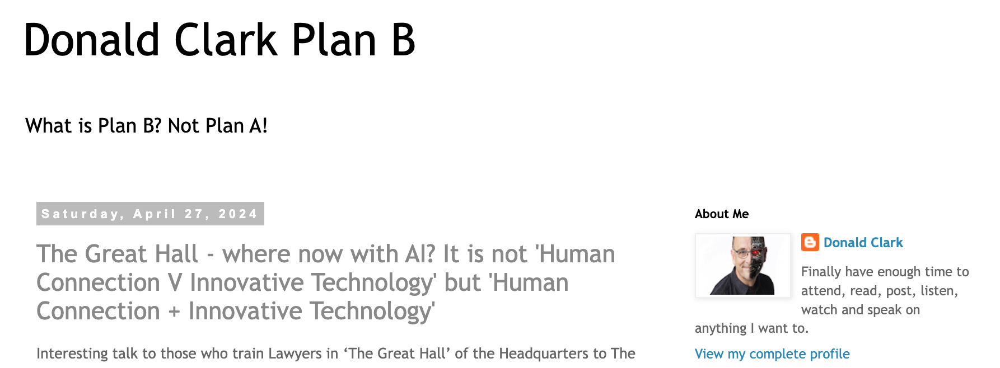 Donald Clark Plan B
What is Plan B? Not Plan A!
Saturday, April 27, 2024
The Great Hall - where now with AI? It is not 'Human
Connection V Innovative Technology' but 'Human
Connection + Innovative Technology'
Interesting talk to those who train Lawyers in ‘The Great Hall’ of the Headquarters to The
About Me
Donald Clark
Finally have enough time to
attend, read, post, listen,
watch and speak on
anything I want to.
View my complete profile